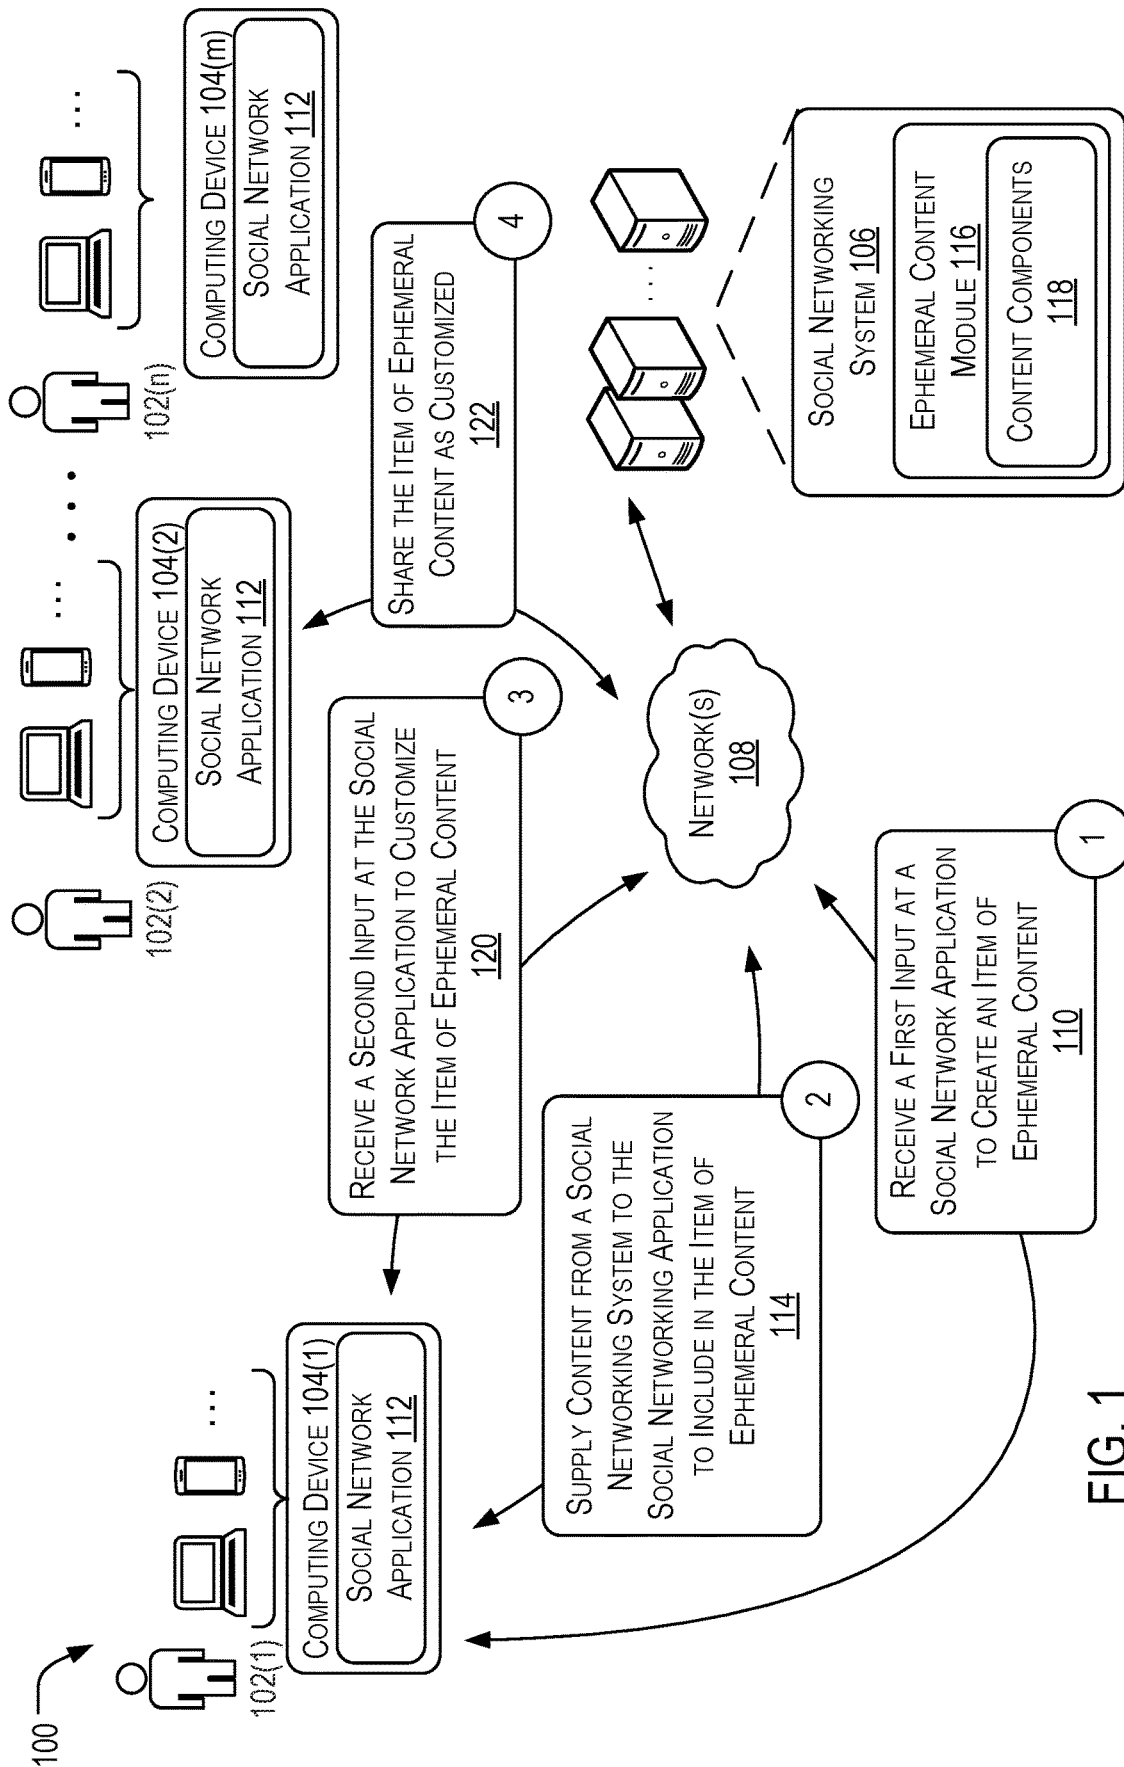 100
102(1)
COMPUTING DEVICE 104(1)
SOCIAL NETWORK
APPLICATION 112
...
102(2)
COMPUTING DEVICE 104(2)
SOCIAL NETWORK
APPLICATION 112
...
...
102(n)
COMPUTING DEVICE 104(m)
SOCIAL NETWORK
APPLICATION 112
...
RECEIVE A SECOND INPUT AT THE SOCIAL
NETWORK APPLICATION TO CUSTOMIZE
THE ITEM OF EPHEMERAL CONTENT
120
3
SHARE THE ITEM OF EPHEMERAL
CONTENT AS CUSTOMIZED
122
4
SUPPLY CONTENT FROM A SOCIAL
NETWORKING SYSTEM TO THE
SOCIAL NETWORKING APPLICATION
TO INCLUDE IN THE ITEM OF
EPHEMERAL CONTENT
114
2
NETWORK(S)
108
....
RECEIVE A FIRST INPUT AT A
SOCIAL NETWORK APPLICATION
TO CREATE AN ITEM OF
EPHEMERAL CONTENT
110
1
SOCIAL NETWORKING
SYSTEM 106
EPHEMERAL CONTENT
MODULE 116
CONTENT COMPONENTS
118
FIG. 1